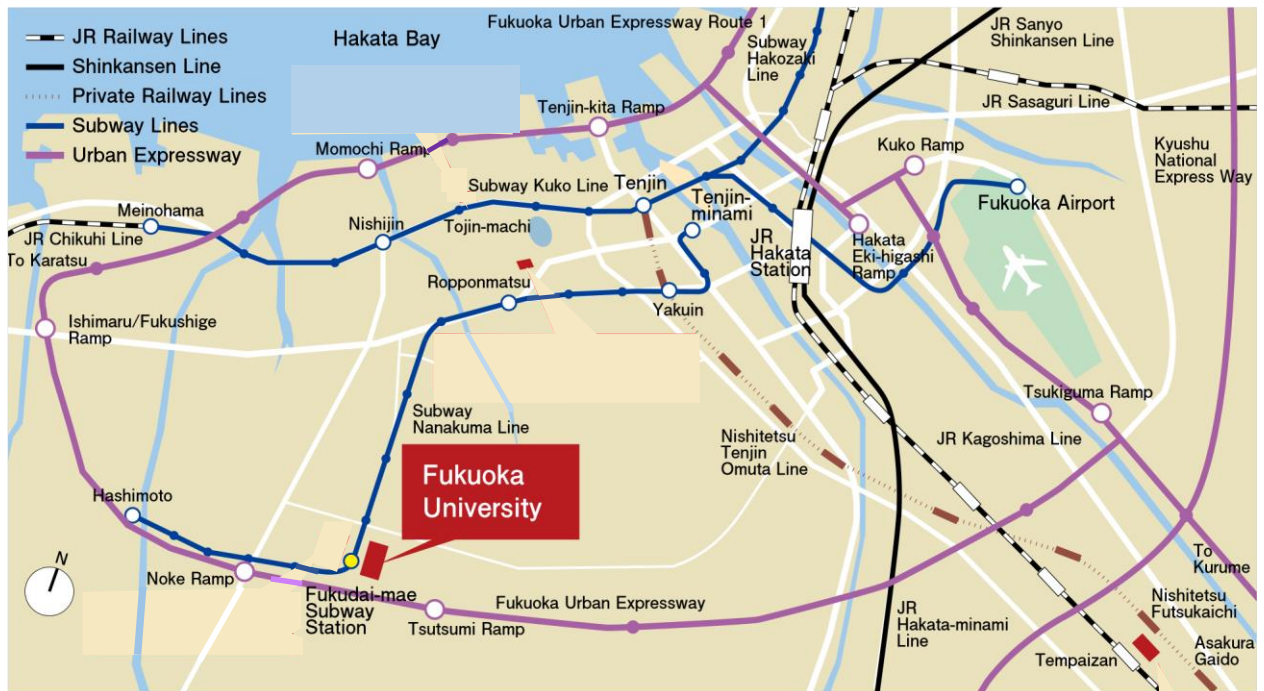 JR Railway Lines
Shinkansen Line
Private Railway Lines
Subway Lines
Urban Expressway
Hakata Bay
Fukuoka Urban Expressway Route 1
Subway
Hakozaki
Line
JR Sanyo
Shinkansen Line
JR Sasaguri Line
Tenjin-kita Ramp
Momochi Ramp
Kuko Ramp
Kyushu
National
Express Way
Meinohama
Subway Kuko Line
Tenjin
Tenjin-
minami
Fukuoka Airport
JR Chikuhi Line
To Karatsu
Nishijin
Tojin-machi
JR
Hakata
Station
Hakata
Eki-higashi
Ramp
Ropponmatsu
Yakuin
Ishimaru/Fukushige
Ramp
Tsukiguma Ramp
Subway
Nanakuma Line
Nishitetsu
Tenjin
Omuta Line
JR Kagoshima Line
Fukuoka
University
Hashimoto
N
Noke Ramp
Fukudai-mae
Subway
Station
Tsutsumi Ramp
Fukuoka Urban Expressway
JR
Hakata-minami
Line
To
Kurume
Nishitetsu
Futsukaichi
Asakura
Gaido
Tempaizan